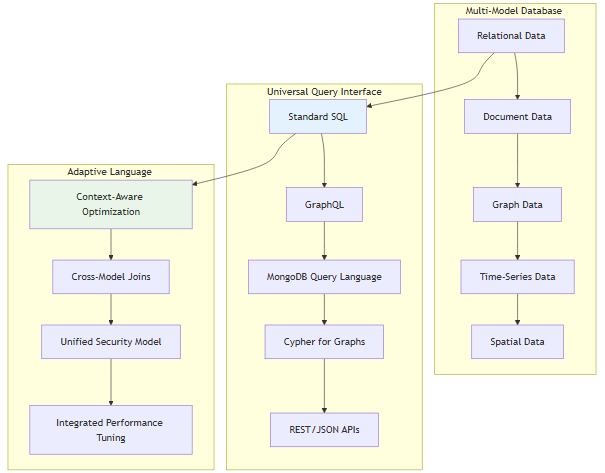 Multi-Model Database
Relational Data
Document Data
Graph Data
Time-Series Data
Spatial Data
Universal Query Interface
Standard SQL
GraphQL
MongoDB Query Language
Cypher for Graphs
REST/JSON APIs
Adaptive Language
Context-Aware
Optimization
Cross-Model Joins
Unified Security Model
Integrated Performance
Tuning